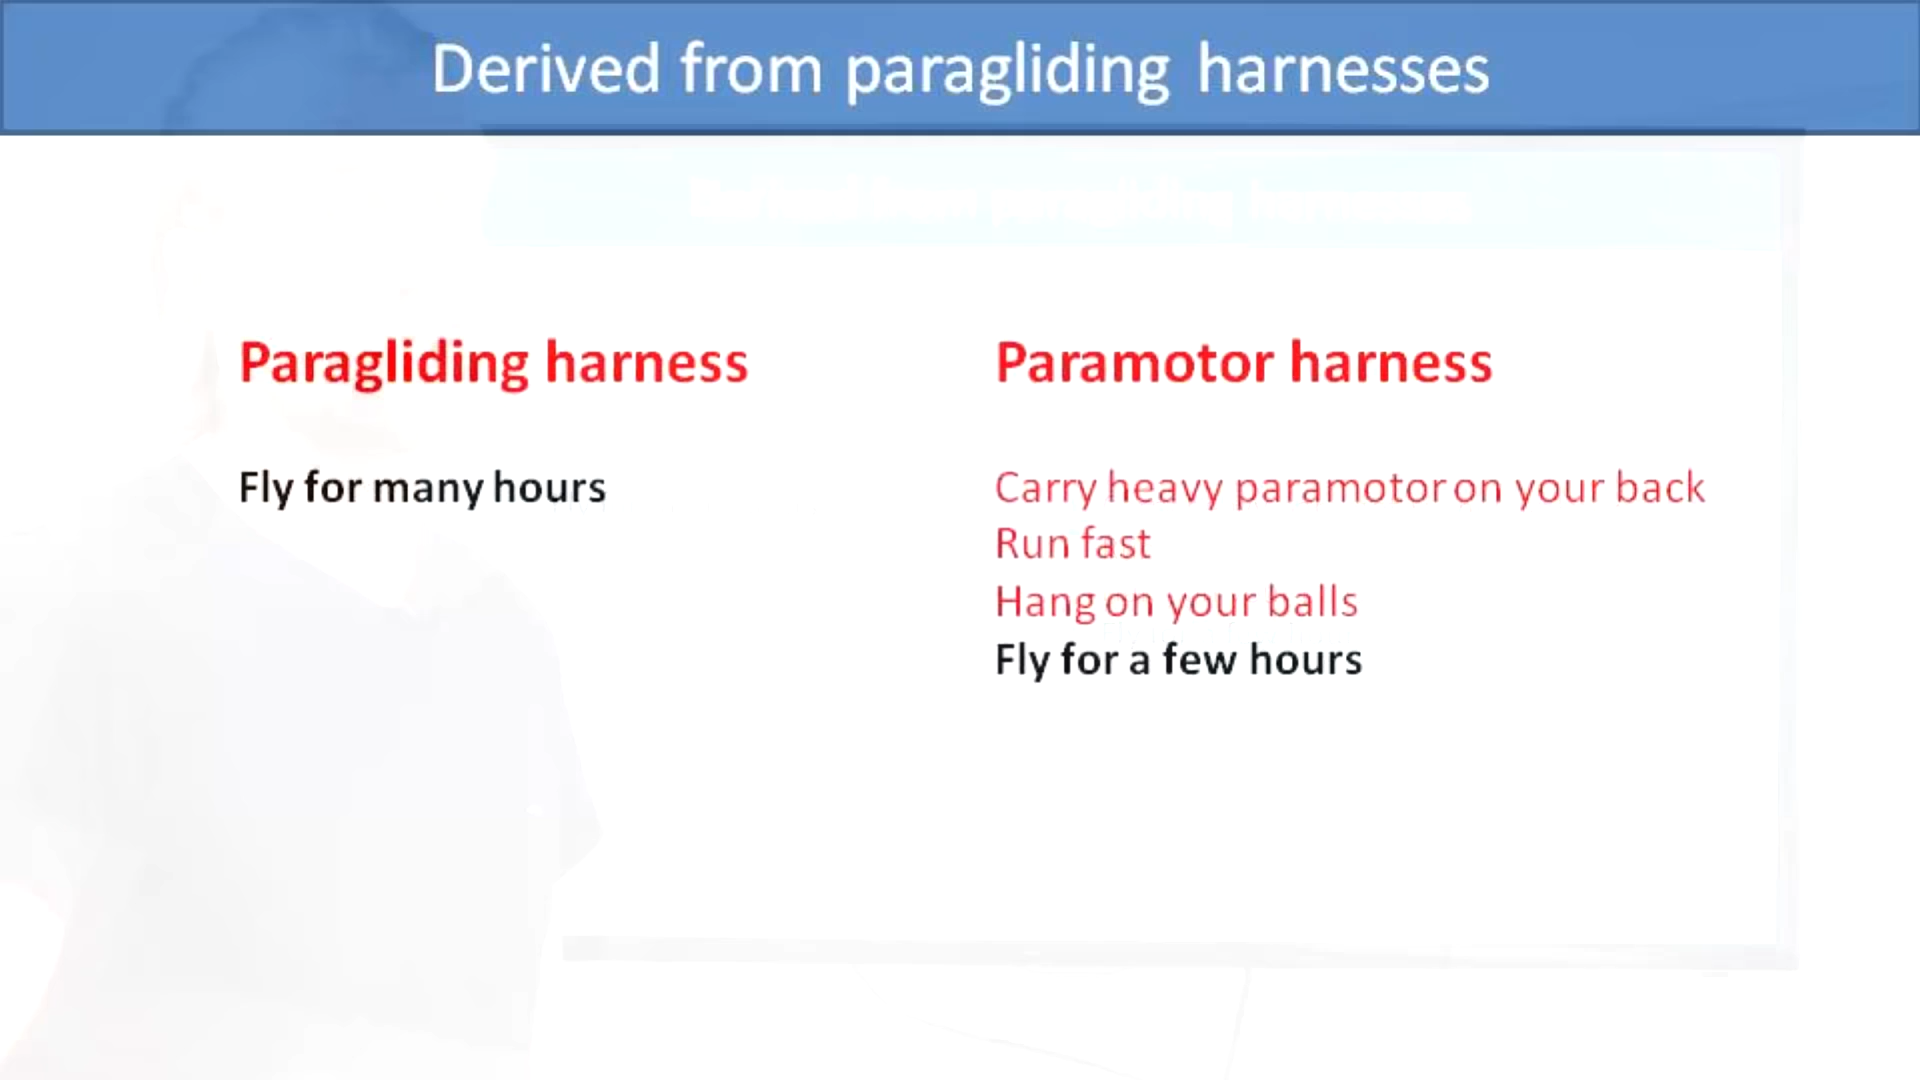 Derived from paragliding harnesses
Paragliding harness
Fly for many hours
Paramotor harness
Carry heavy paramotor on your back
Run fast
Hang on your balls
Fly for a few hours